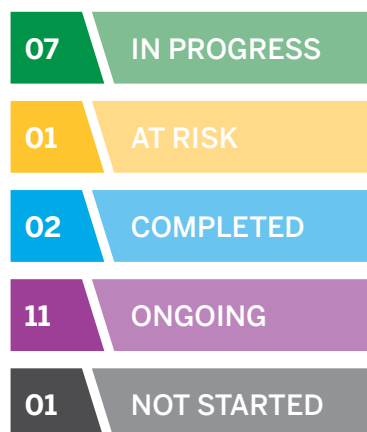 07 IN PROGRESS
01 AT RISK
02 COMPLETED
11 ONGOING
01 NOT STARTED